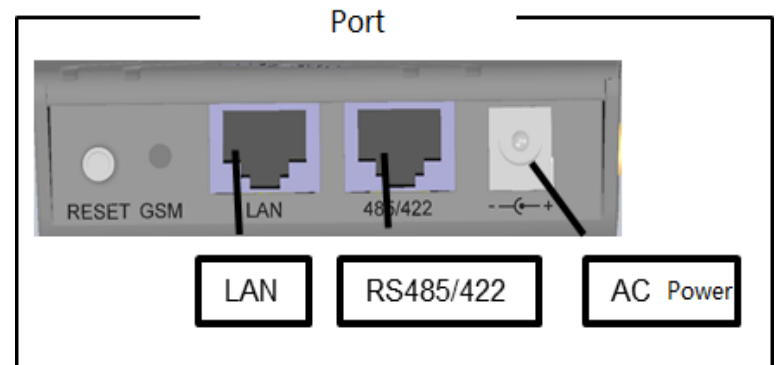 Port
RESET GSM LAN 485/422 - +
LAN RS485/422 AC Power